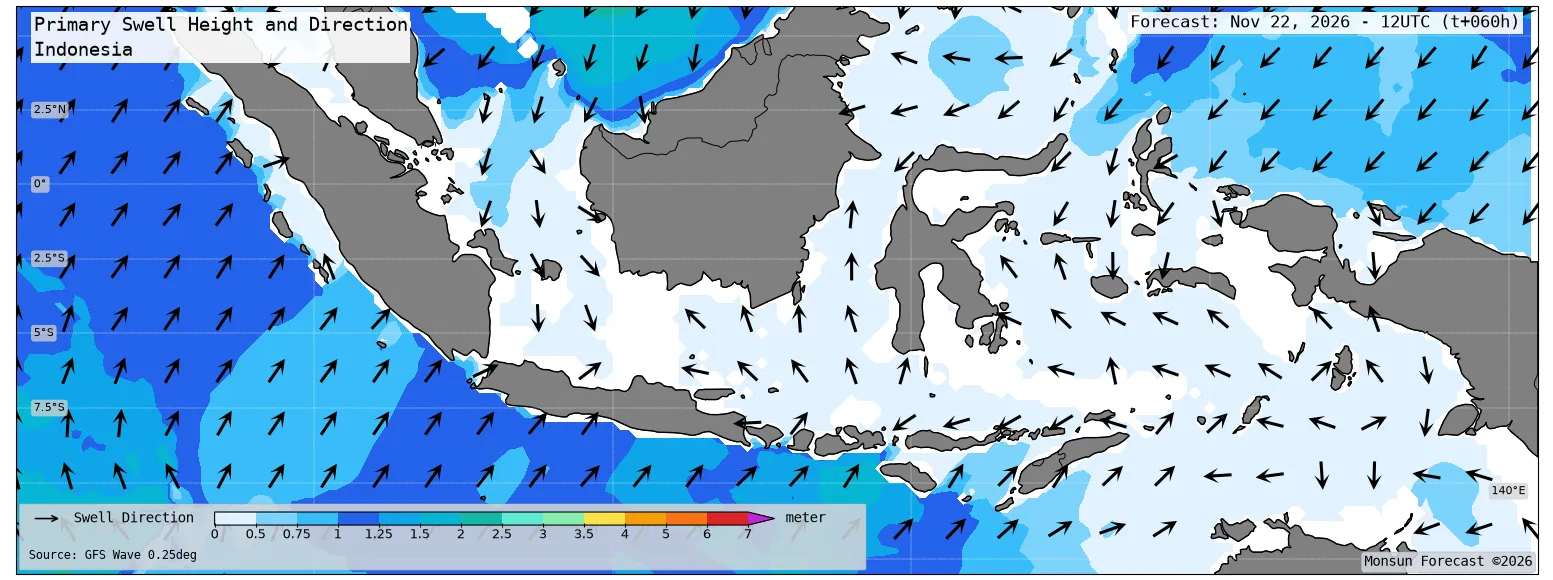 Primary Swell Height and Direction
Indonesia
Forecast: Nov 22, 2026 - 12UTC (t+060h)
2.5°N
0°
2.5°S
5°S
7.5°S
140°E
Swell Direction
0 0.5 0.75 1 1.25 1.5 2 2.5 3 3.5 4 5 6 7
meter
Source: GFS Wave 0.25deg
Monsun Forecast ©2026